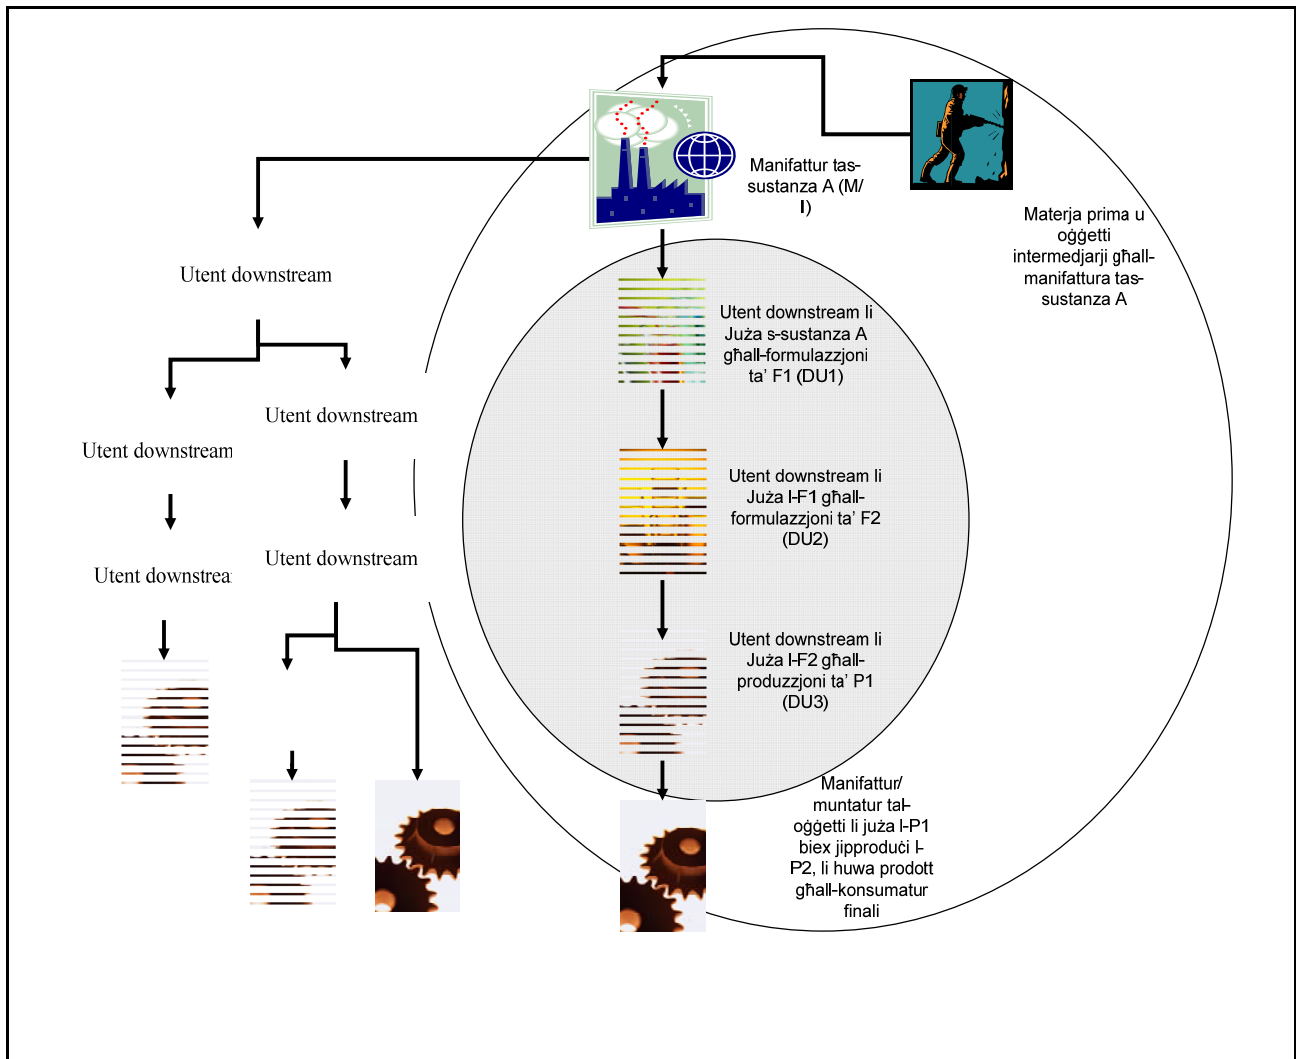 Manifattur tas-
sustanza A (M/
I)
Materja prima u
oġġetti
intermedjarji għall-
manifattura tas-
sustanza A
Utent downstream
Utent downstream li
Juża s-sustanza A
għall-formulazzjoni
ta’ F1 (DU1)
Utent downstream
Utent downstream
Utent downstream li
Juża l-F1 għall-
formulazzjoni ta’ F2
(DU2)
Utent downstream
Utent downstrea
Utent downstream li
Juża l-F2 għall-
produzzjoni ta’ P1
(DU3)
Manifattur/
muntatur tal-
oġġetti li juża l-P1
biex jipproduċi l-
P2, li huwa prodott
għall-konsumatur
finali